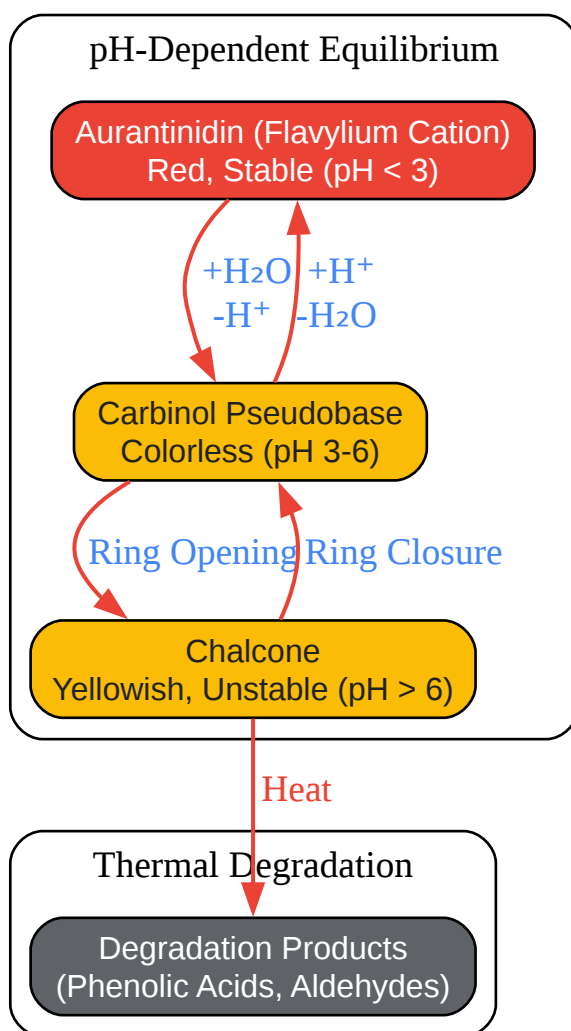 pH-Dependent Equilibrium
Aurantinidin (Flavylium Cation)
Red, Stable (pH < 3)
+H₂O
-H⁺
+H⁺
-H₂O
Carbinol Pseudobase
Colorless (pH 3-6)
Ring Opening
Ring Closure
Chalcone
Yellowish, Unstable (pH > 6)
Heat
Thermal Degradation
Degradation Products
(Phenolic Acids, Aldehydes)